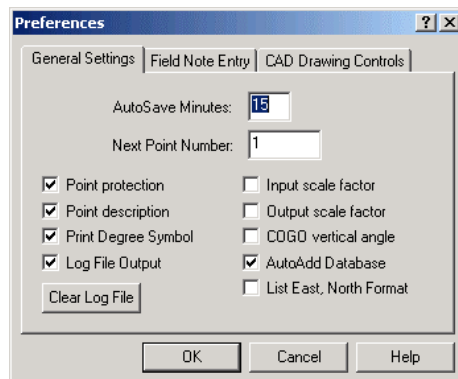 Preferences
General Settings Field Note Entry CAD Drawing Controls
AutoSave Minutes: 15
Next Point Number: 1
Point protection Input scale factor
Point description Output scale factor
Print Degree Symbol COGO vertical angle
Log File Output AutoAdd Database
Clear Log File List East, North Format
OK Cancel Help